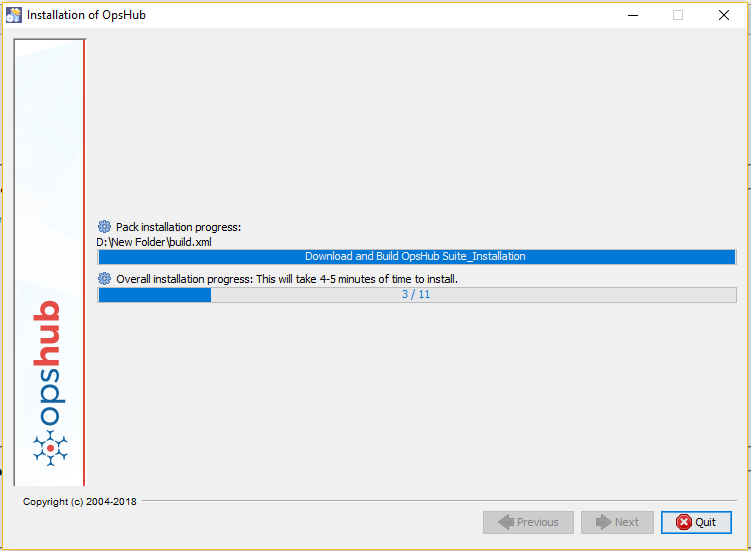 Installation of OpsHub
Pack installation progress:
D:\New Folder\build.xml
Download and Build OpsHub Suite_Installation
Overall installation progress: This will take 4-5 minutes of time to install.
3 / 11
opshub
Copyright (c) 2004-2018
Previous
Next
Quit